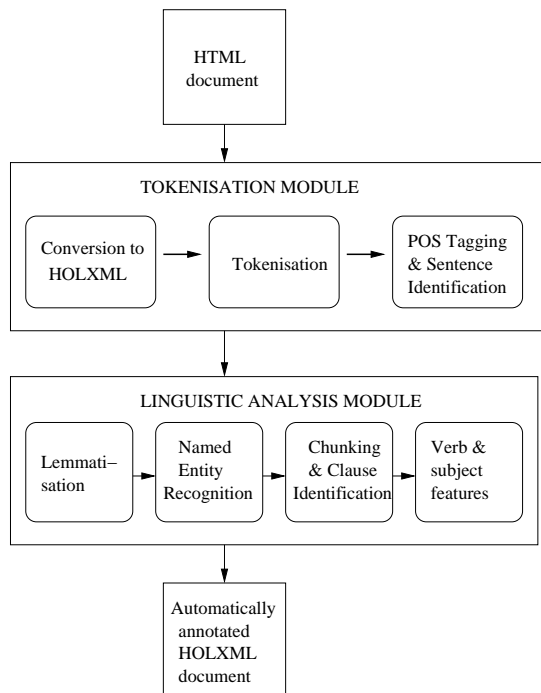 HTML
document
TOKENISATION MODULE
Conversion to
HOLXML
Tokenisation
POS Tagging
& Sentence
Identification
LINGUISTIC ANALYSIS MODULE
Lemmati–
sation
Named
Entity
Recognition
Chunking
& Clause
Identification
Verb &
subject
features
Automatically
annotated
HOLXML
document